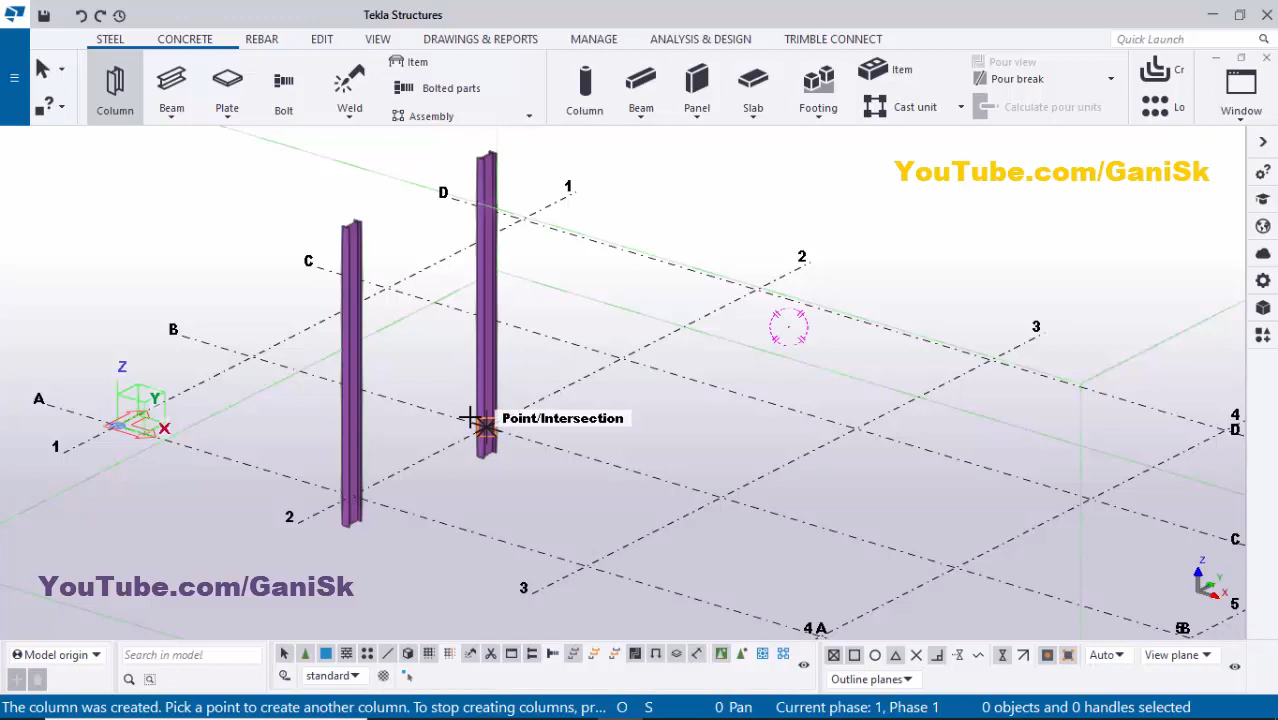 Tekla Structures
STEEL CONCRETE REBAR EDIT VIEW DRAWINGS & REPORTS MANAGE ANALYSIS & DESIGN TRIMBLE CONNECT Quick Launch
Column Beam Plate Bolt Weld Item Bolted parts Assembly
Column Beam Panel Slab Footing Item Cast unit Pour view Pour break Calculate pour units Cr Lo Window
YouTube.com/GaniSk
D 1
C 2
B 3
A 4
1 D
Z Y X
Point/Intersection
2 C
3 5
4 A 5 B
Z Y X
YouTube.com/GaniSk
Model origin Search in model Auto View plane
standard Outline planes
The column was created. Pick a point to create another column. To stop creating columns, pr... O S 0 Pan Current phase: 1, Phase 1 0 objects and 0 handles selected